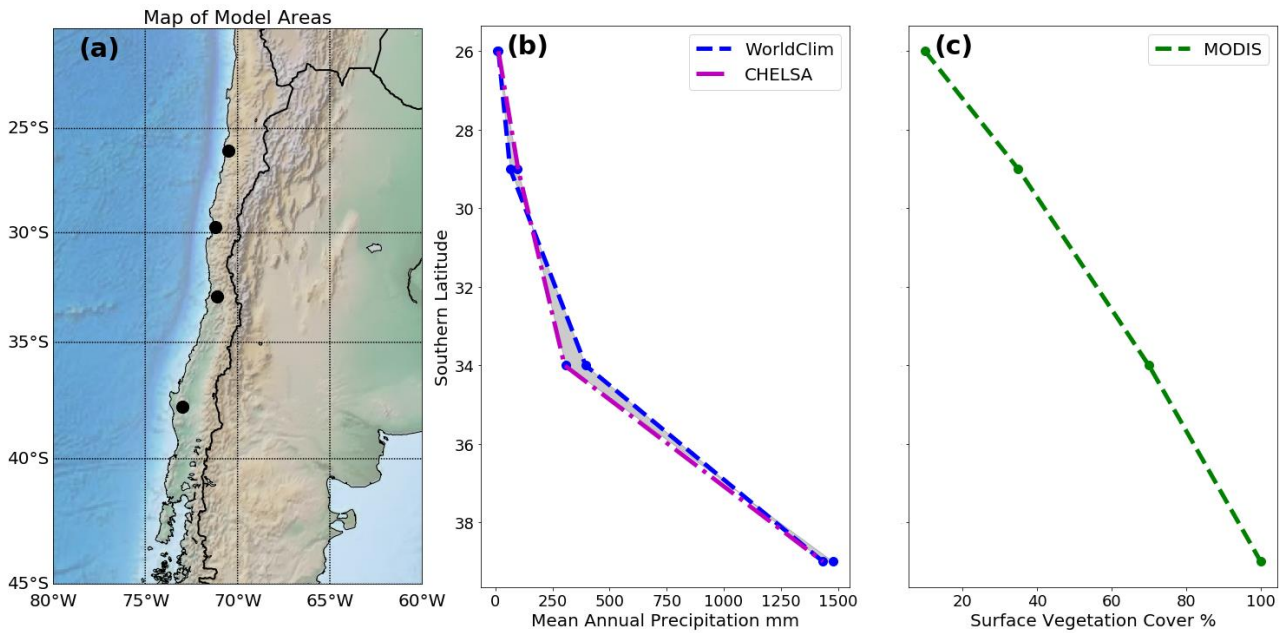 Map of Model Areas
(a)
25°S
30°S
35°S
40°S
45°S
80°W 75°W 70°W 65°W 60°W
(b)
WorldClim
CHELSA
Southern Latitude
26
28
30
32
34
36
38
0 250 500 750 1000 1250 1500
Mean Annual Precipitation mm
(c)
MODIS
20 40 60 80 100
Surface Vegetation Cover %